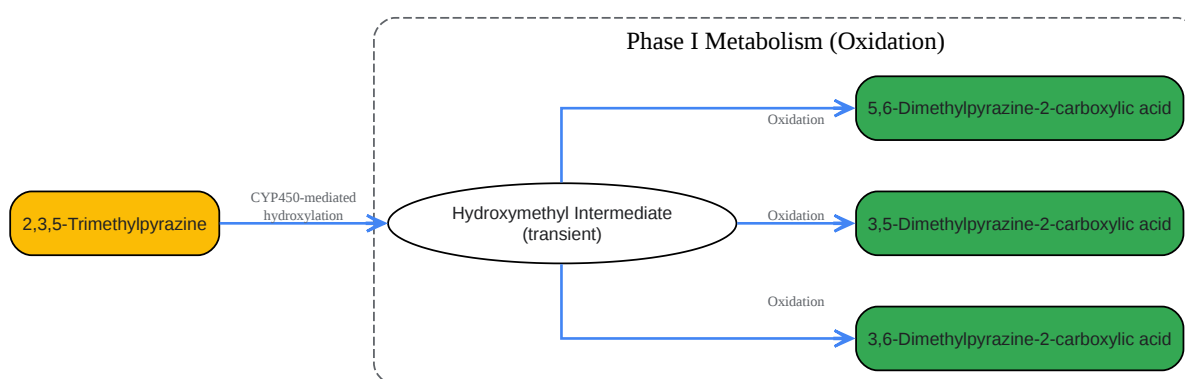 Phase I Metabolism (Oxidation)
5,6-Dimethylpyrazine-2-carboxylic acid
Oxidation
2,3,5-Trimethylpyrazine
CYP450-mediated
hydroxylation
Hydroxymethyl Intermediate
(transient)
Oxidation
3,5-Dimethylpyrazine-2-carboxylic acid
Oxidation
3,6-Dimethylpyrazine-2-carboxylic acid